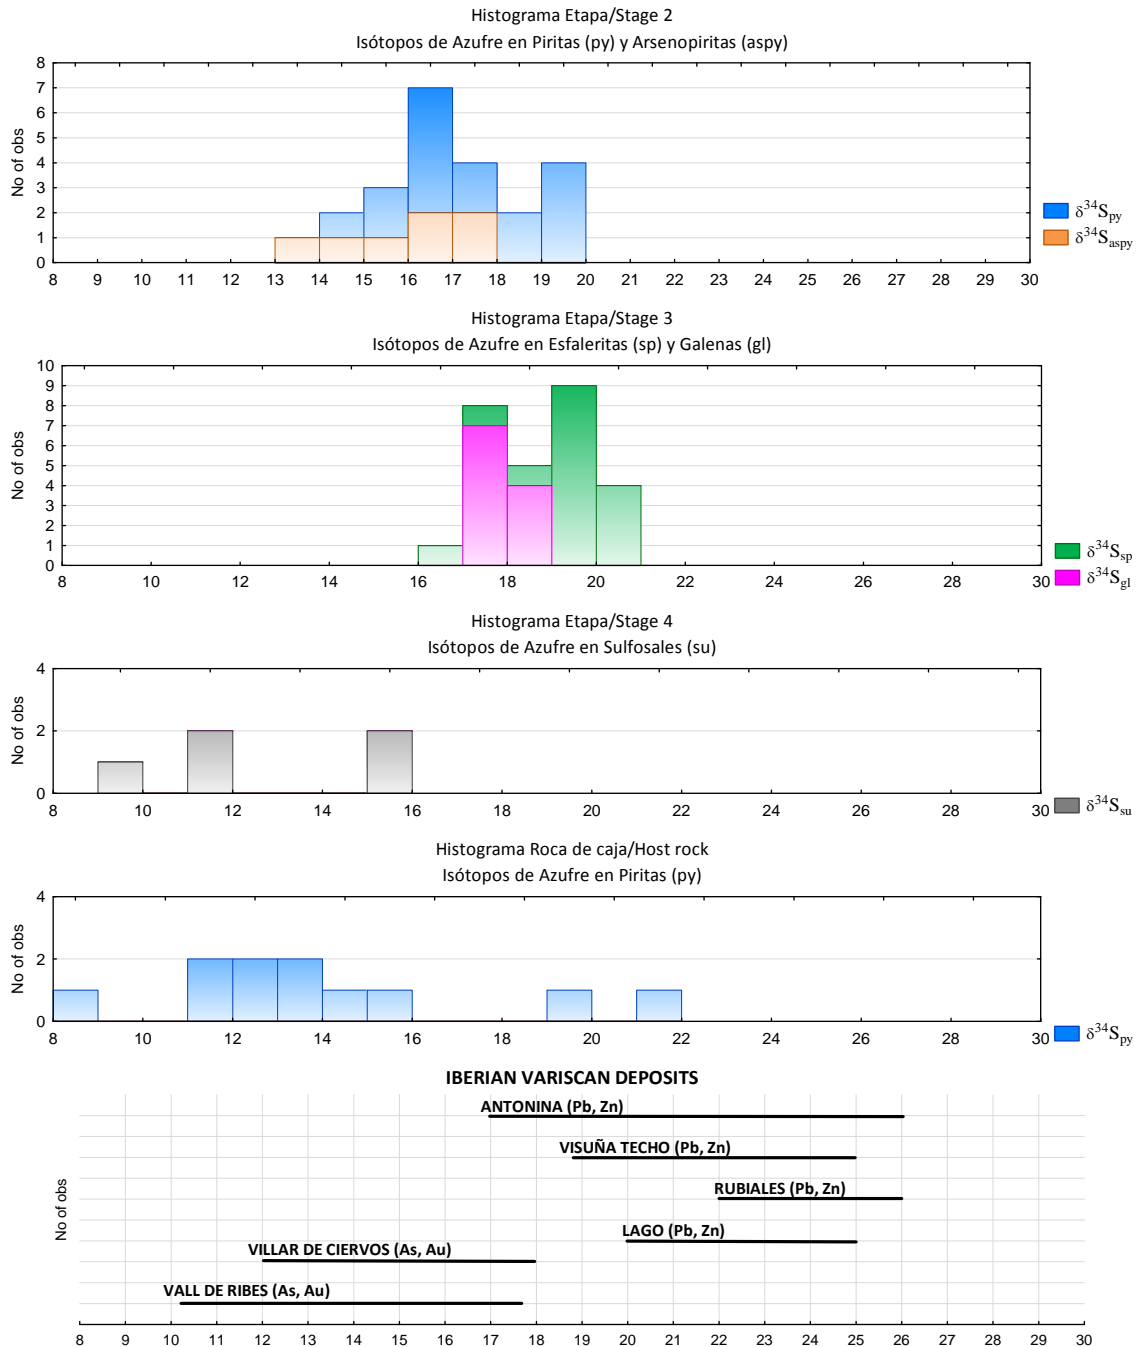 Histograma Etapa/Stage 2
Isótopos de Azufre en Piritas (py) y Arsenopiritas (aspy)
8
7
6
5
4
3
2
1
0
No of obs
8 9 10 11 12 13 14 15 16 17 18 19 20 21 22 23 24 25 26 27 28 29 30
δ34Spy
δ34Saspy
Histograma Etapa/Stage 3
Isótopos de Azufre en Esfaleritas (sp) y Galenas (gl)
10
9
8
7
6
5
4
3
2
1
0
No of obs
8 10 12 14 16 18 20 22 24 26 28 30
δ34Ssp
δ34Sgl
Histograma Etapa/Stage 4
Isótopos de Azufre en Sulfosales (su)
4
2
0
No of obs
8 10 12 14 16 18 20 22 24 26 28 30
δ34Ssu
Histograma Roca de caja/Host rock
Isótopos de Azufre en Piritas (py)
4
2
0
No of obs
8 10 12 14 16 18 20 22 24 26 28 30
δ34Spy
IBERIAN VARISCAN DEPOSITS
ANTONINA (Pb, Zn)
VISUÑA TECHO (Pb, Zn)
RUBIALES (Pb, Zn)
LAGO (Pb, Zn)
VILLAR DE CIERVOS (As, Au)
VALL DE RIBES (As, Au)
No of obs
8 9 10 11 12 13 14 15 16 17 18 19 20 21 22 23 24 25 26 27 28 29 30